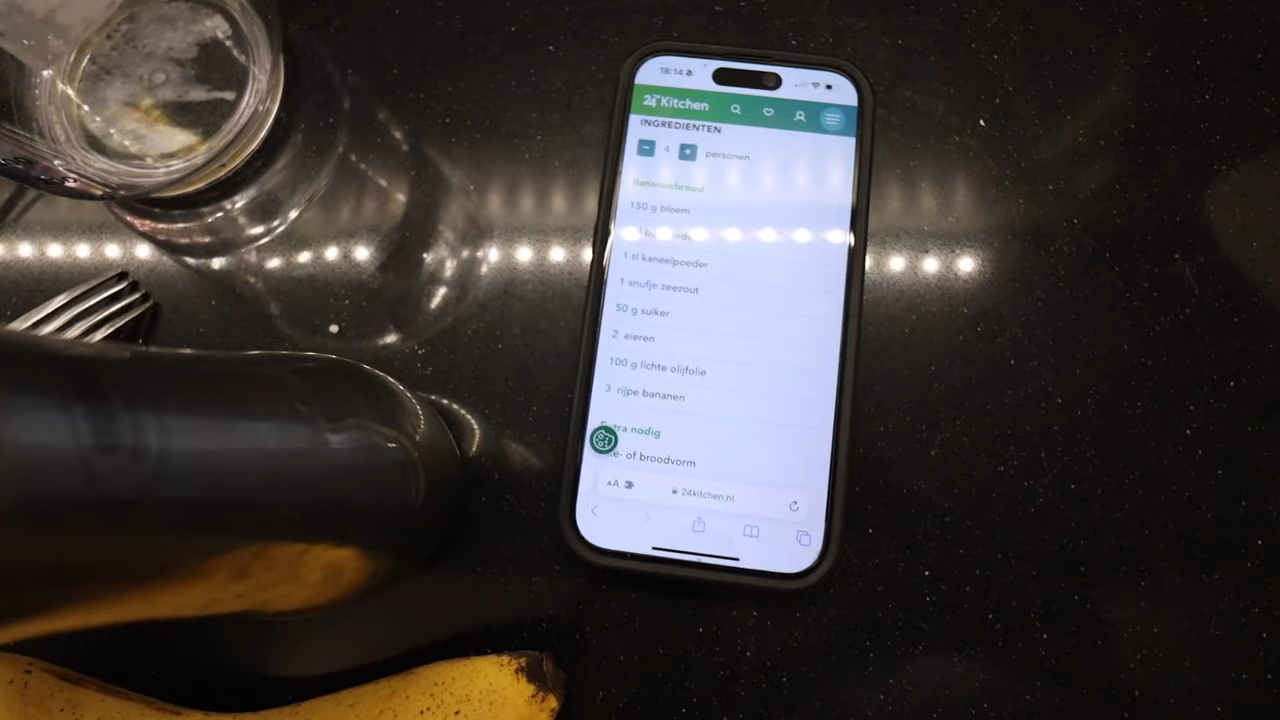 18:14
24Kitchen
INGREDIENTEN
4
personen
Bananenbrood
150 g bloem
1 tl kaneelpoeder
1 snufje zeezout
50 g suiker
2 eieren
100 g lichte olijfolie
3 rijpe bananen
Extra nodig
of broodvorm
AA
24kitchen.nl